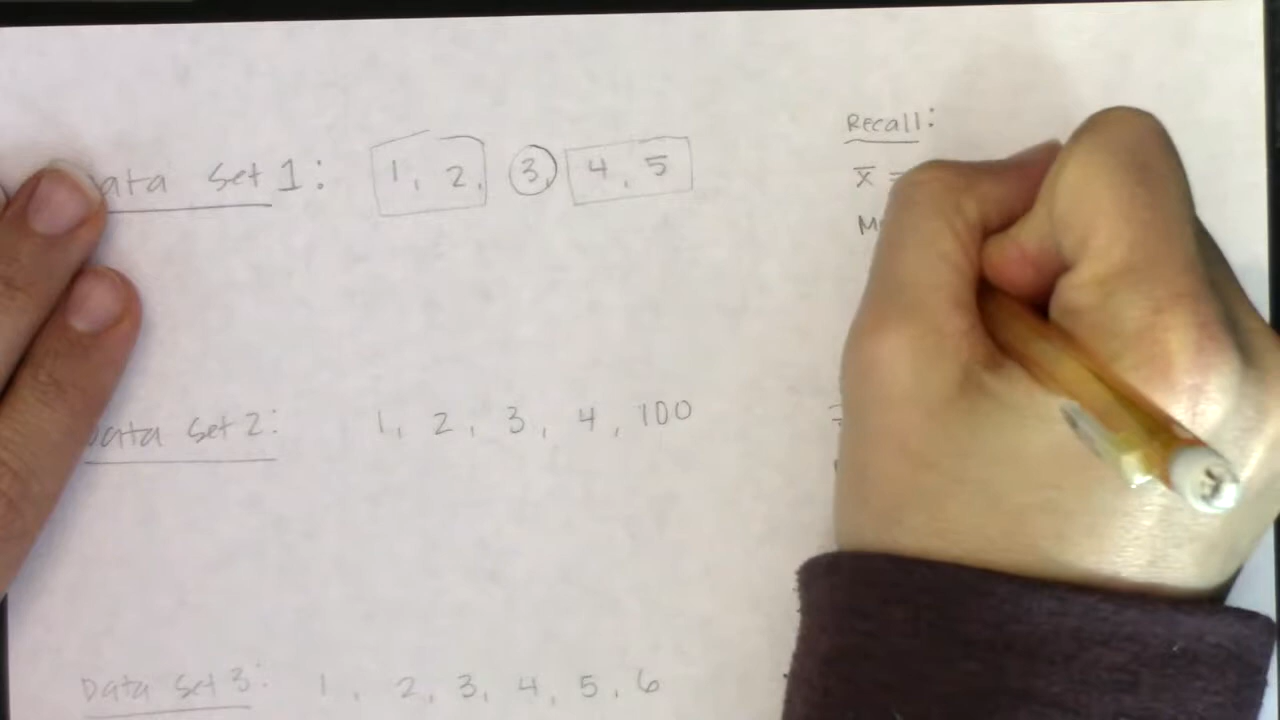 Data Set 1: 1, 2, 3, 4, 5
Recall:
x̄ =
Data Set 2: 1, 2, 3, 4, 100
Data Set 3: 1, 2, 3, 4, 5, 6